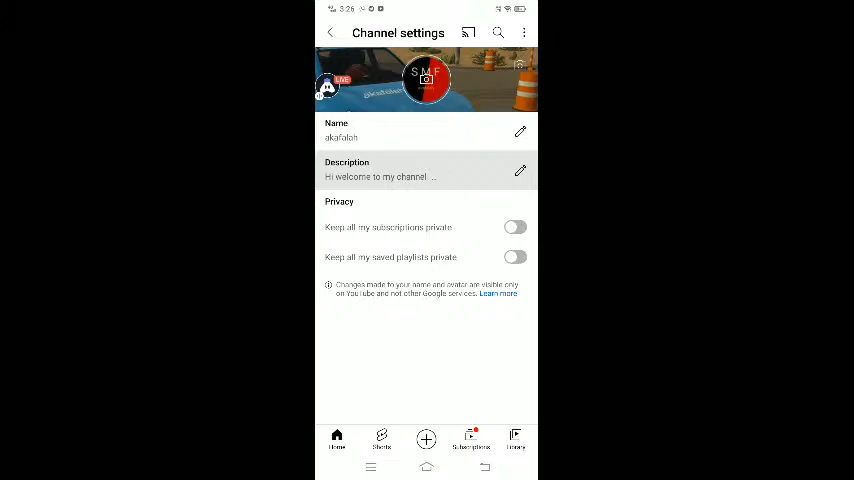 3:26
Channel settings
LIVE
SMF
akafalah
Name
akafalah
Description
Hi welcome to my channel ...
Privacy
Keep all my subscriptions private
Keep all my saved playlists private
Changes made to your name and avatar are visible only
on YouTube and not other Google services. Learn more
Home
Shorts
Subscriptions
Library